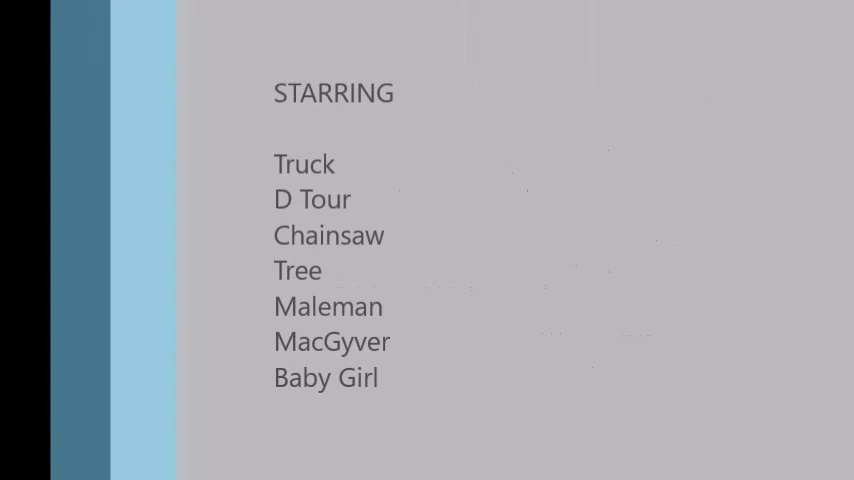 STARRING
Truck
D Tour
Chainsaw
Tree
Maleman
MacGyver
Baby Girl